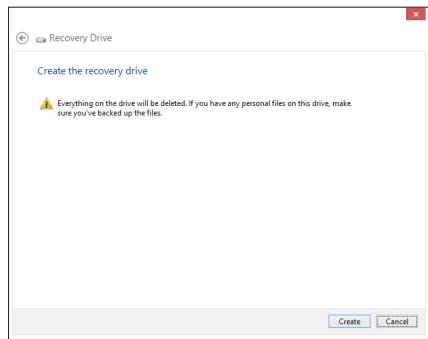 Recovery Drive
Create the recovery drive
Everything on the drive will be deleted. If you have any personal files on this drive, make
sure you've backed up the files.
Create Cancel